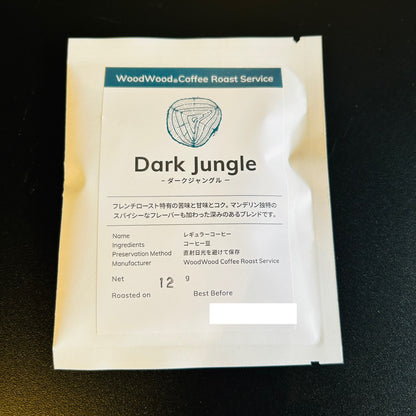 WoodWood®Coffee Roast Service
Dark Jungle
－ダークジャングル－
フレンチロースト特有の苦味と甘味とコク。マンデリン独特の
スパイシーなフレーバーも加わった深みのあるブレンドです。
Name レギュラーコーヒー
Ingredients コーヒー豆
Preservation Method 直射日光を避けて保存
Manufacturer WoodWood Coffee Roast Service
Net 12 g
Roasted on Best Before